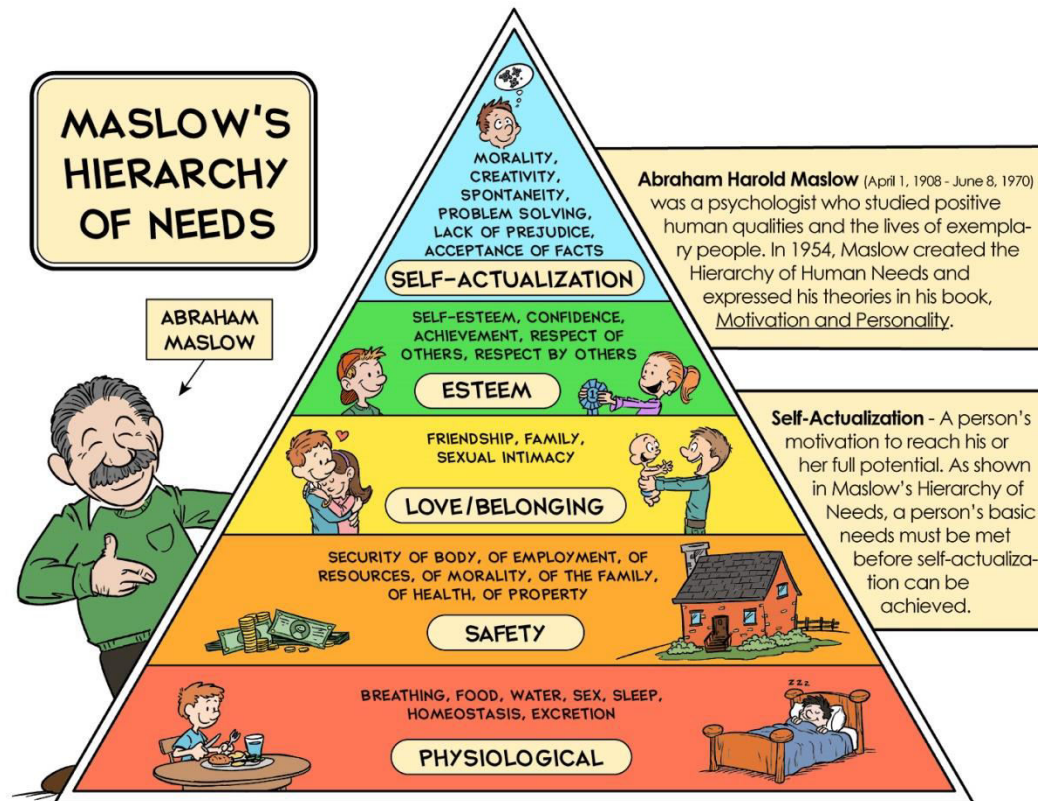 MASLOW'S
HIERARCHY
OF NEEDS
ABRAHAM
MASLOW
MORALITY,
CREATIVITY,
SPONTANEITY,
PROBLEM SOLVING,
LACK OF PREJUDICE,
ACCEPTANCE OF FACTS
SELF-ACTUALIZATION
SELF-ESTEEM, CONFIDENCE,
ACHIEVEMENT, RESPECT OF
OTHERS, RESPECT BY OTHERS
ESTEEM
1
FRIENDSHIP, FAMILY,
SEXUAL INTIMACY
LOVE/BELONGING
SECURITY OF BODY, OF EMPLOYMENT, OF
RESOURCES, OF MORALITY, OF THE FAMILY,
OF HEALTH, OF PROPERTY
SAFETY
BREATHING, FOOD, WATER, SEX, SLEEP,
HOMEOSTASIS, EXCRETION
PHYSIOLOGICAL
ZZZ
Abraham Harold Maslow (April 1, 1908 - June 8, 1970)
was a psychologist who studied positive
human qualities and the lives of exempla-
ry people. In 1954, Maslow created the
Hierarchy of Human Needs and
expressed his theories in his book,
Motivation and Personality.
Self-Actualization - A person's
motivation to reach his or
her full potential. As shown
in Maslow's Hierarchy of
Needs, a person's basic
needs must be met
before self-actualiza-
tion can be
achieved.